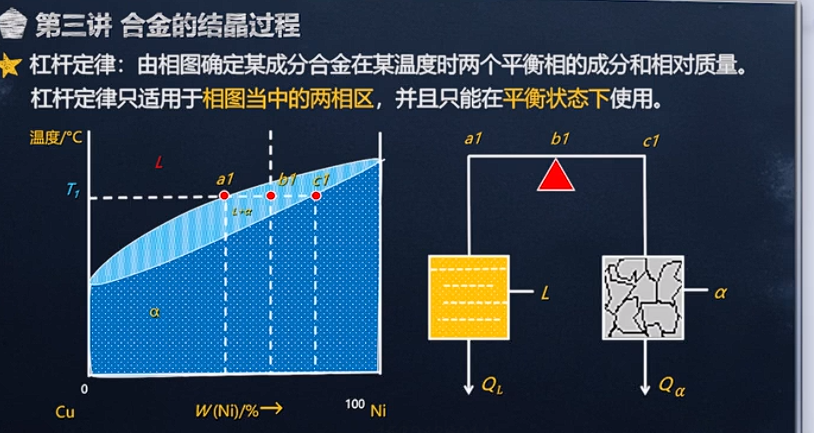 第三讲 合金的结晶过程
杠杆定律：由相图确定某成分合金在某温度时两个平衡相的成分和相对质量。
杠杆定律只适用于相图当中的两相区，并且只能在平衡状态下使用。
温度/°C
L
T1
a1
b1
c1
L+α
α
0
100
Cu
W(Ni)/%→
Ni
a1
b1
c1
L
α
QL
Qα